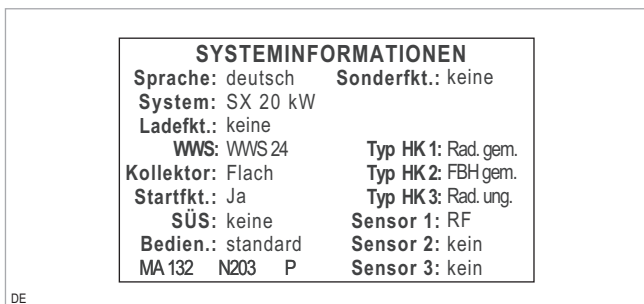 SYSTEMINFORMATIONEN
Sprache: deutsch Sonderfkt.: keine
System: SX 20 kW
Ladefkt.: keine
WWS: WWS 24 Typ HK 1: Rad. gem.
Kollektor: Flach Typ HK 2: FBH gem.
Startfkt.: Ja Typ HK 3: Rad. ung.
SÜS: keine Sensor 1: RF
Bedien.: standard Sensor 2: kein
MA 132 N203 P Sensor 3: kein
DE